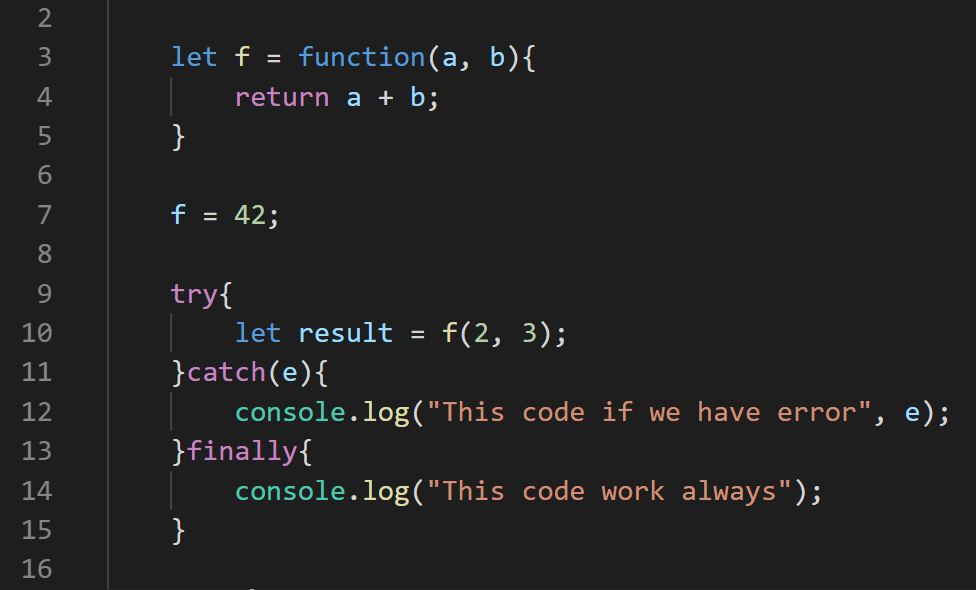 2
3 let f = function(a, b){
4 return a + b;
5 }
6
7 f = 42;
8
9 try{
10 let result = f(2, 3);
11 }catch(e){
12 console.log("This code if we have error", e);
13 }finally{
14 console.log("This code work always");
15 }
16